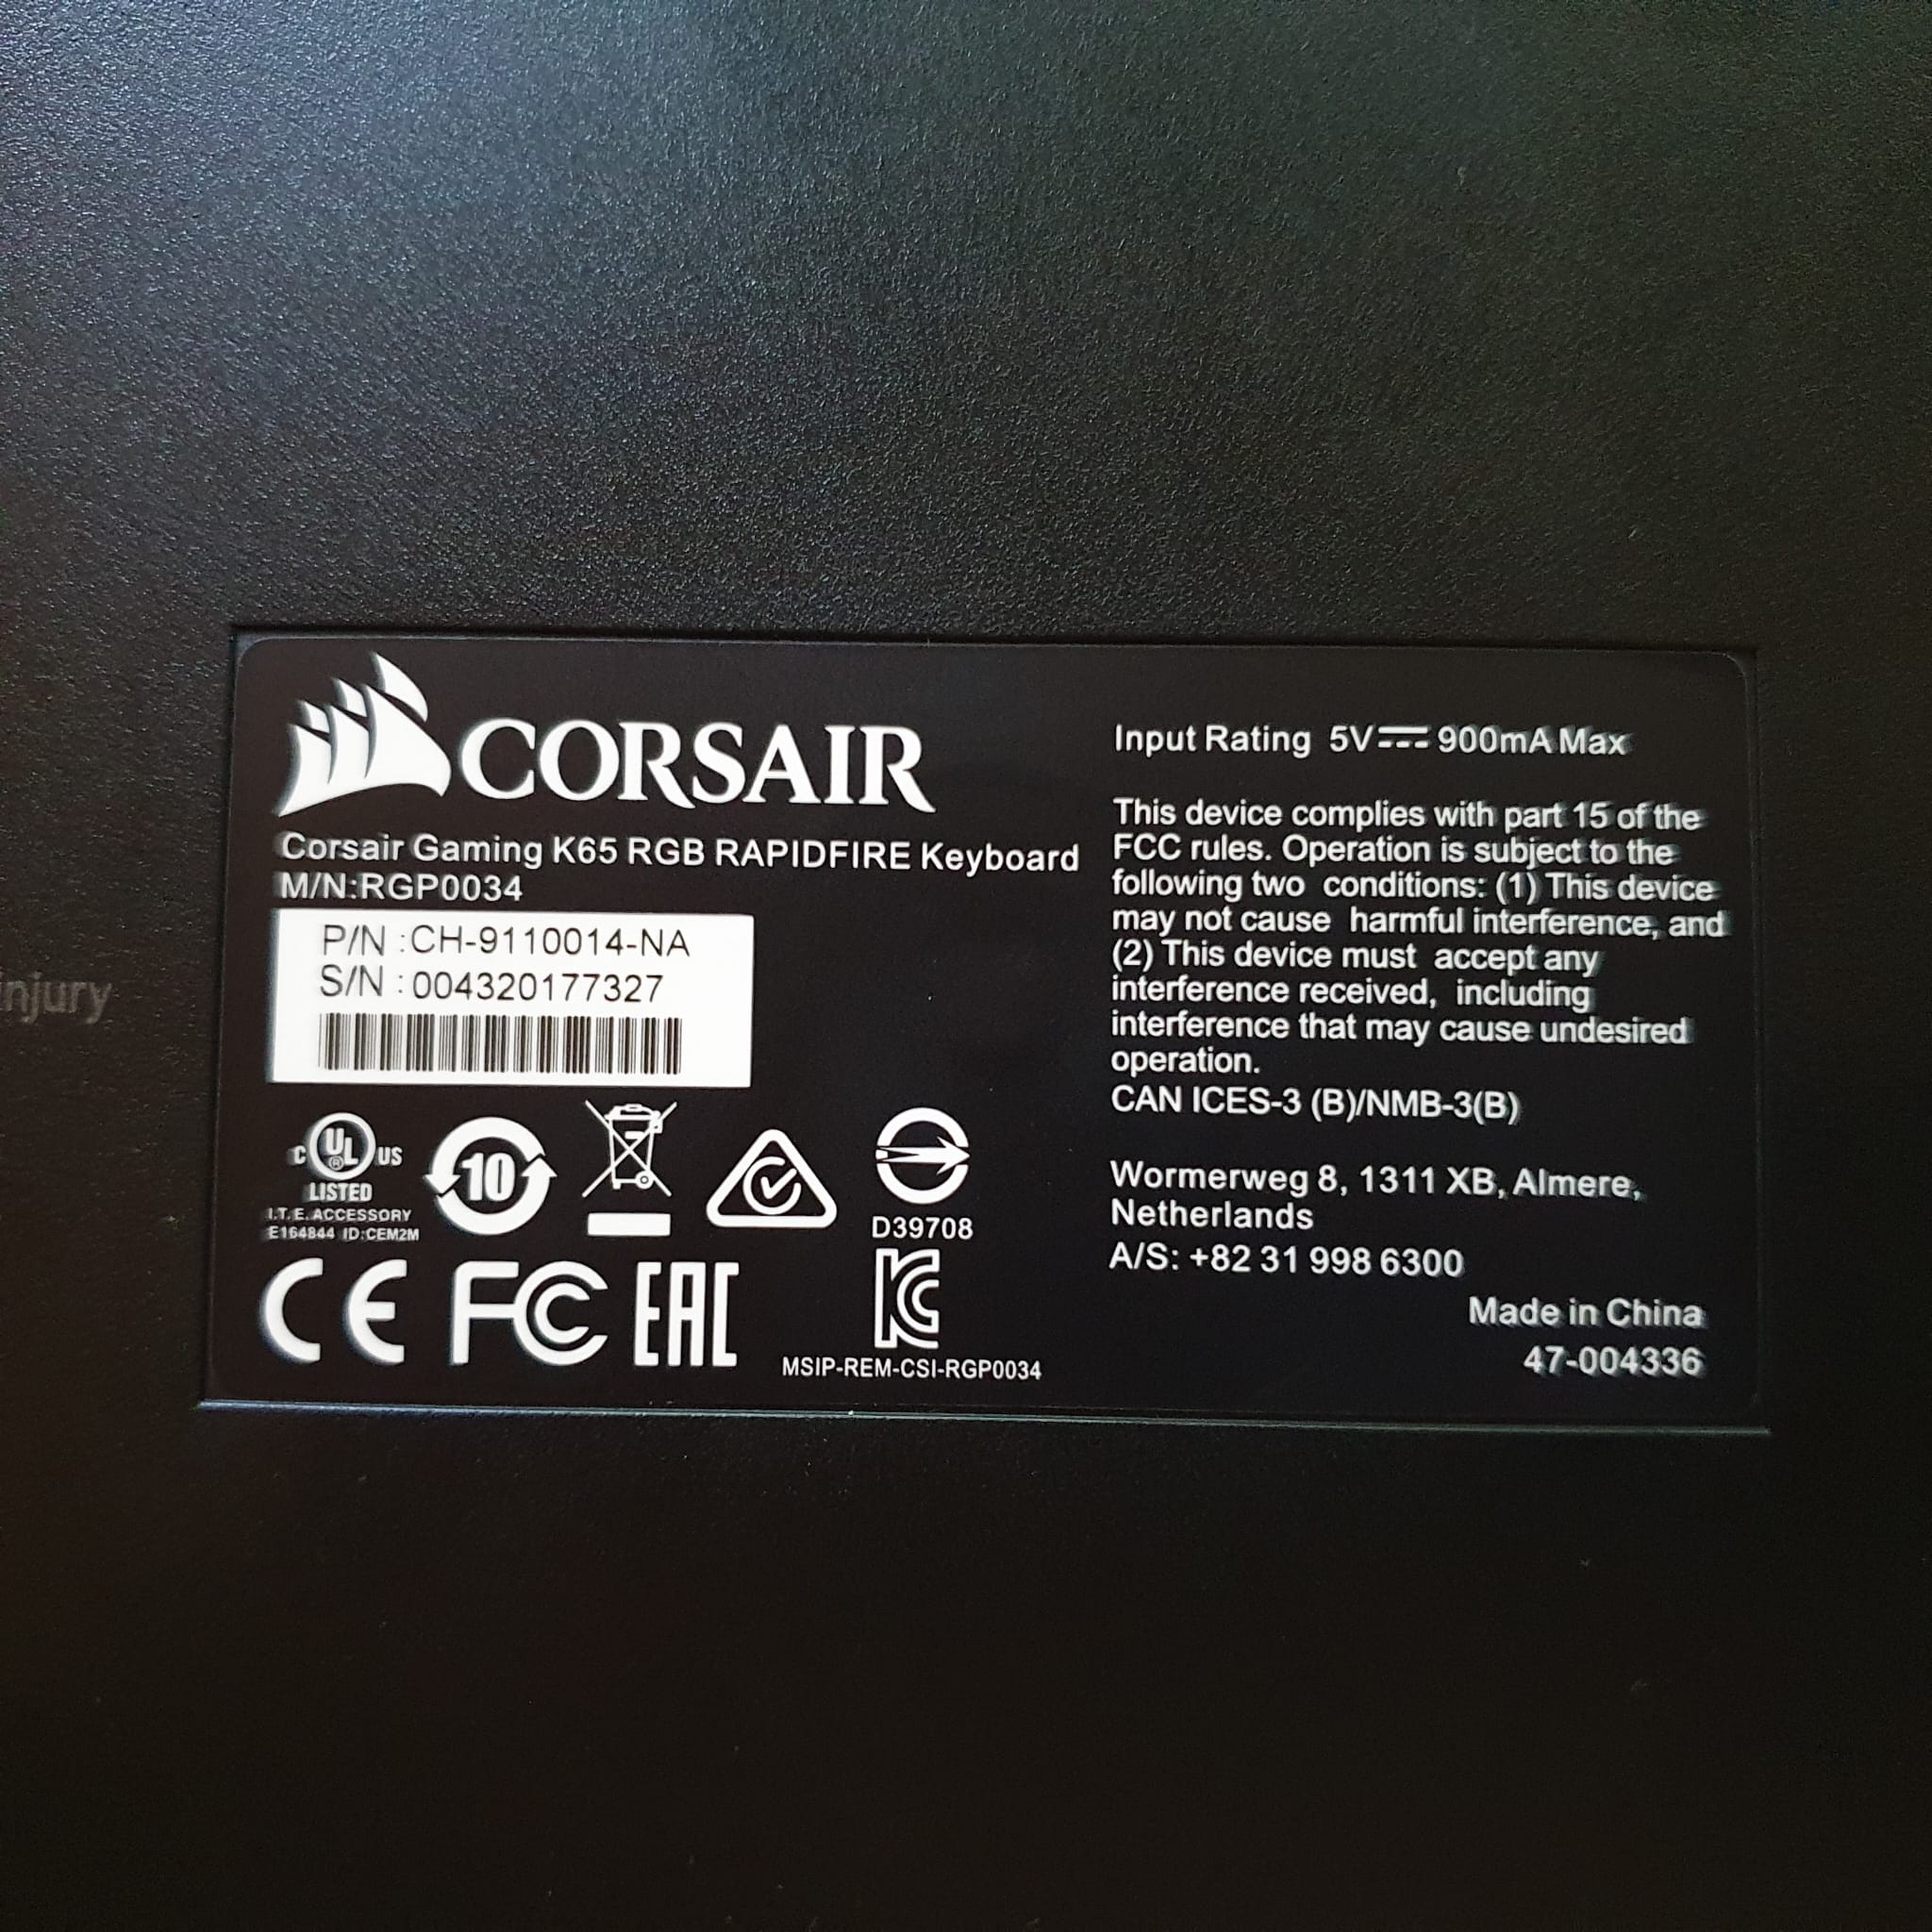 CORSAIR
Corsair Gaming K65 RGB RAPIDFIRE Keyboard
M/N:RGP0034
P/N :CH-9110014-NA
S/N : 004320177327
C UL ® US
LISTED
I.T.E. ACCESSORY
E164844 ID:CEM2M
10
D39708
CE FC EAC KC
MSIP-REM-CSI-RGP0034
Input Rating 5V⎓900mA Max
This device complies with part 15 of the
FCC rules. Operation is subject to the
following two conditions: (1) This device
may not cause harmful interference, and
(2) This device must accept any
interference received, including
interference that may cause undesired
operation.
CAN ICES-3 (B)/NMB-3(B)
Wormerweg 8, 1311 XB, Almere,
Netherlands
A/S: +82 31 998 6300
Made in China
47-004336
injury